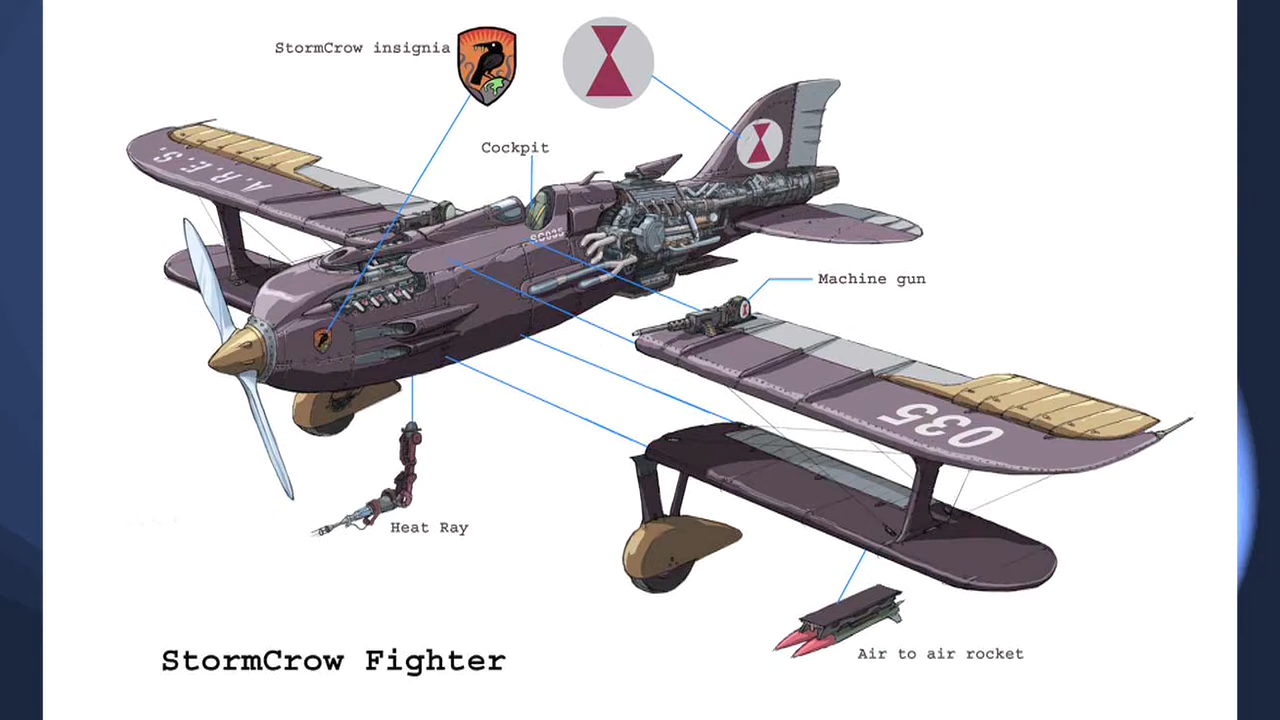 StormCrow insignia
Cockpit
A.R.E.S.
SC035
Machine gun
035
Heat Ray
Air to air rocket
StormCrow Fighter